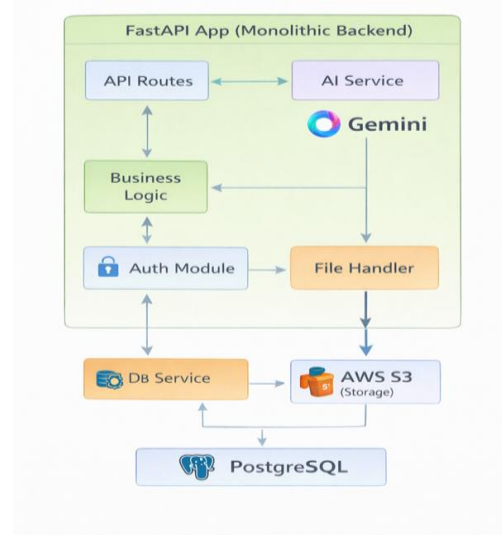 FastAPI App (Monolithic Backend)
API Routes
AI Service
Gemini
Business
Logic
Auth Module
File Handler
DB Service
AWS S3
(Storage)
PostgreSQL